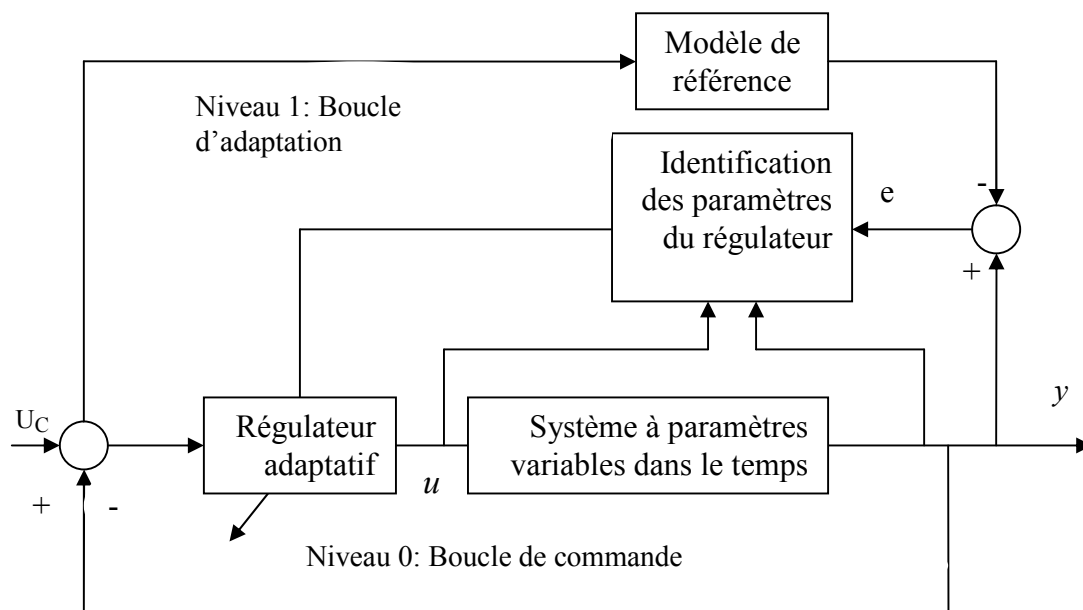 Modèle de
référence
Niveau 1: Boucle
d'adaptation
Identification
des paramètres
du régulateur
e
-
+
y
U_C
Régulateur
adaptatif
Système à paramètres
variables dans le temps
u
+
-
Niveau 0: Boucle de commande